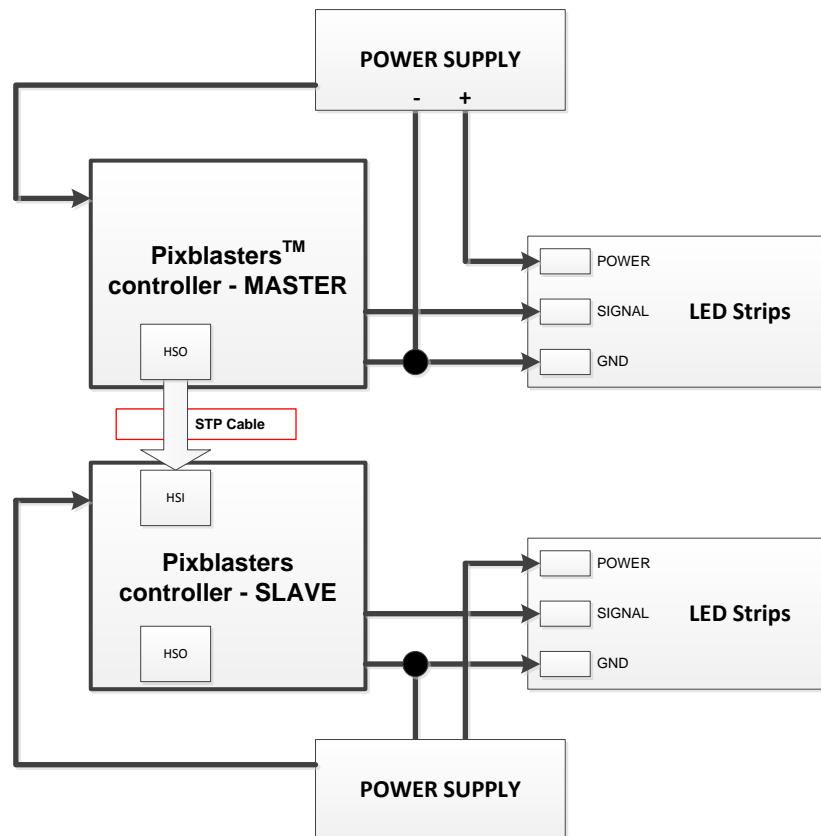 POWER SUPPLY
- +
Pixblasters™
controller - MASTER
HSO
POWER
SIGNAL
GND
LED Strips
STP Cable
HSI
Pixblasters
controller - SLAVE
HSO
POWER
SIGNAL
GND
LED Strips
POWER SUPPLY